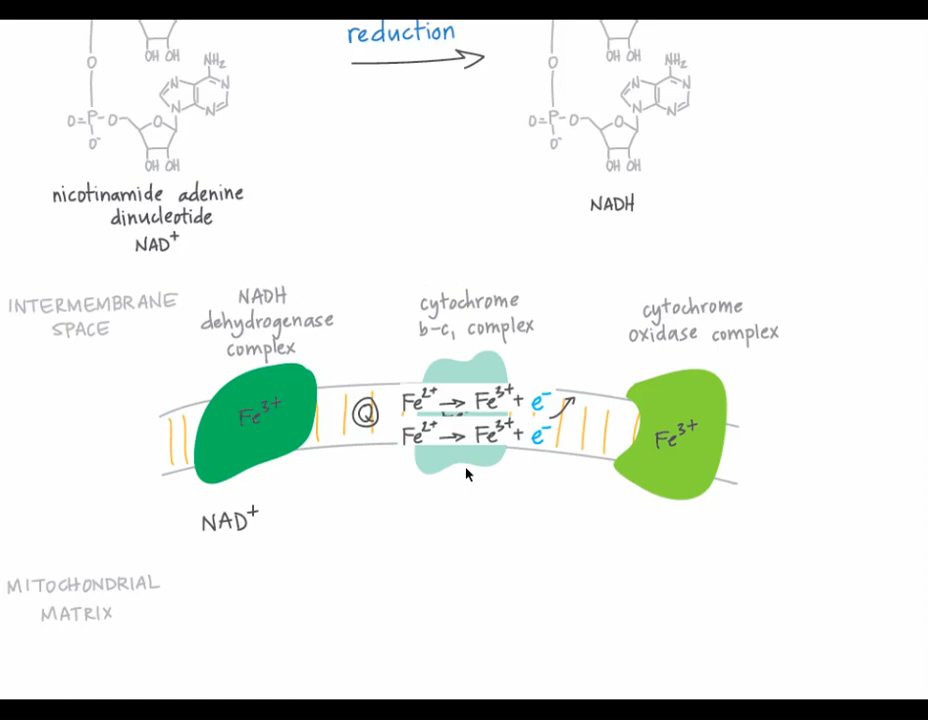 reduction
OH OH
NH₂
O
N
N
N
N
O=P-O
O
O⁻
OH OH
OH OH
NH₂
O
N
N
N
N
O=P-O
O
O⁻
OH OH
nicotinamide adenine
dinucleotide
NAD⁺
NADH
INTERMEMBRANE
SPACE
NADH
dehydrogenase
complex
cytochrome
b-c₁ complex
cytochrome
oxidase complex
Fe³⁺
Q
Fe²⁺ → Fe³⁺ + e⁻
Fe²⁺ → Fe³⁺ + e⁻
Fe³⁺
NAD⁺
MITOCHONDRIAL
MATRIX